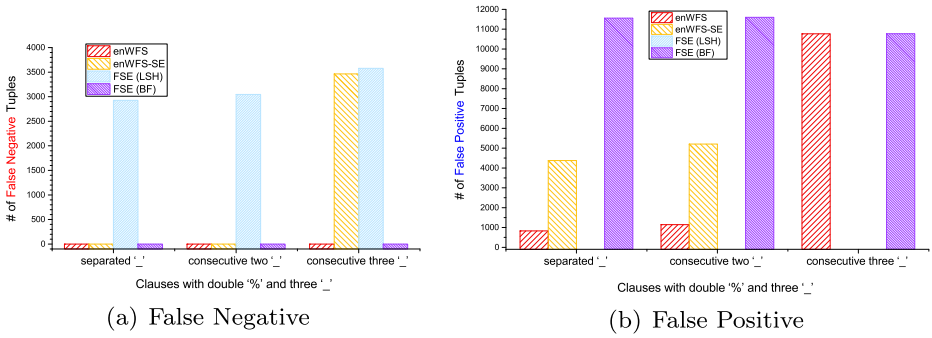 # of False Negative Tuples
4000
3500
3000
2500
2000
1500
1000
500
0
enWFS
enWFS-SE
FSE (LSH)
FSE (BF)
separated ‘_’
consecutive two ‘_’
consecutive three ‘_’
Clauses with double ‘%’ and three ‘_’
(a) False Negative
# of False Positive Tuples
12000
11000
10000
9000
8000
7000
6000
5000
4000
3000
2000
1000
0
enWFS
enWFS-SE
FSE (LSH)
FSE (BF)
separated ‘_’
consecutive two ‘_’
consecutive three ‘_’
Clauses with double ‘%’ and three ‘_’
(b) False Positive